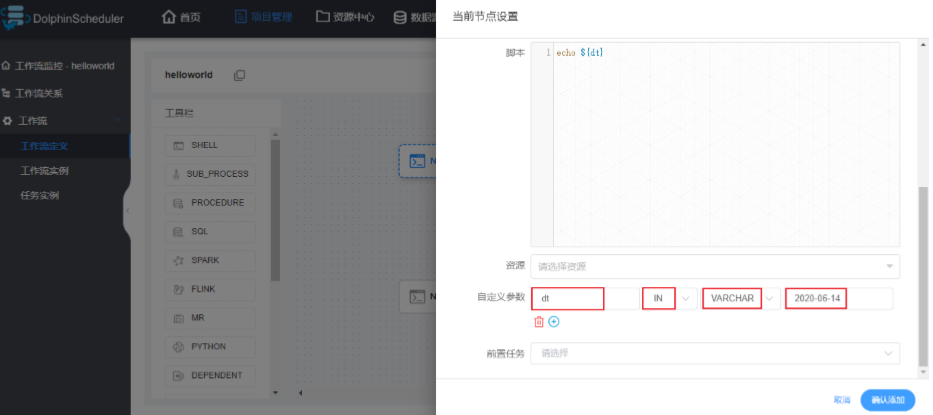 DolphinScheduler
首页
项目管理
资源中心
数据源
当前节点设置
工作流监控 - helloworld
工作流关系
工作流
工作流定义
工作流实例
任务实例
helloworld
工具栏
SHELL
SUB_PROCESS
PROCEDURE
SQL
SPARK
FLINK
MR
PYTHON
DEPENDENT
N
N
脚本
1 echo ${dt}
资源 请选择资源
自定义参数 dt IN VARCHAR 2020-06-14
前置任务 请选择
取消 确认添加